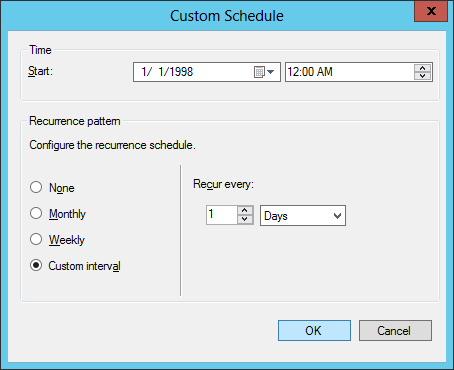 Custom Schedule
x
Time
Start: 1/ 1/1998 12:00 AM
Recurrence pattern
Configure the recurrence schedule.
None
Recur every:
Monthly
1 Days
Weekly
Custom interval
OK Cancel